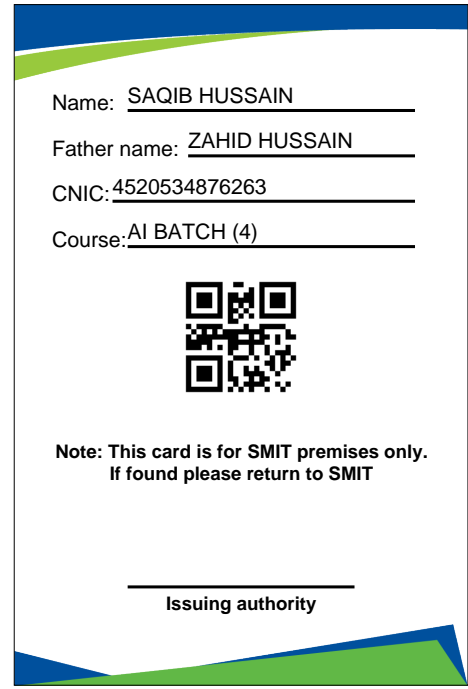 Name: SAQIB HUSSAIN
Father name: ZAHID HUSSAIN
CNIC: 4520534876263
Course: AI BATCH (4)
Note: This card is for SMIT premises only.
If found please return to SMIT
Issuing authority